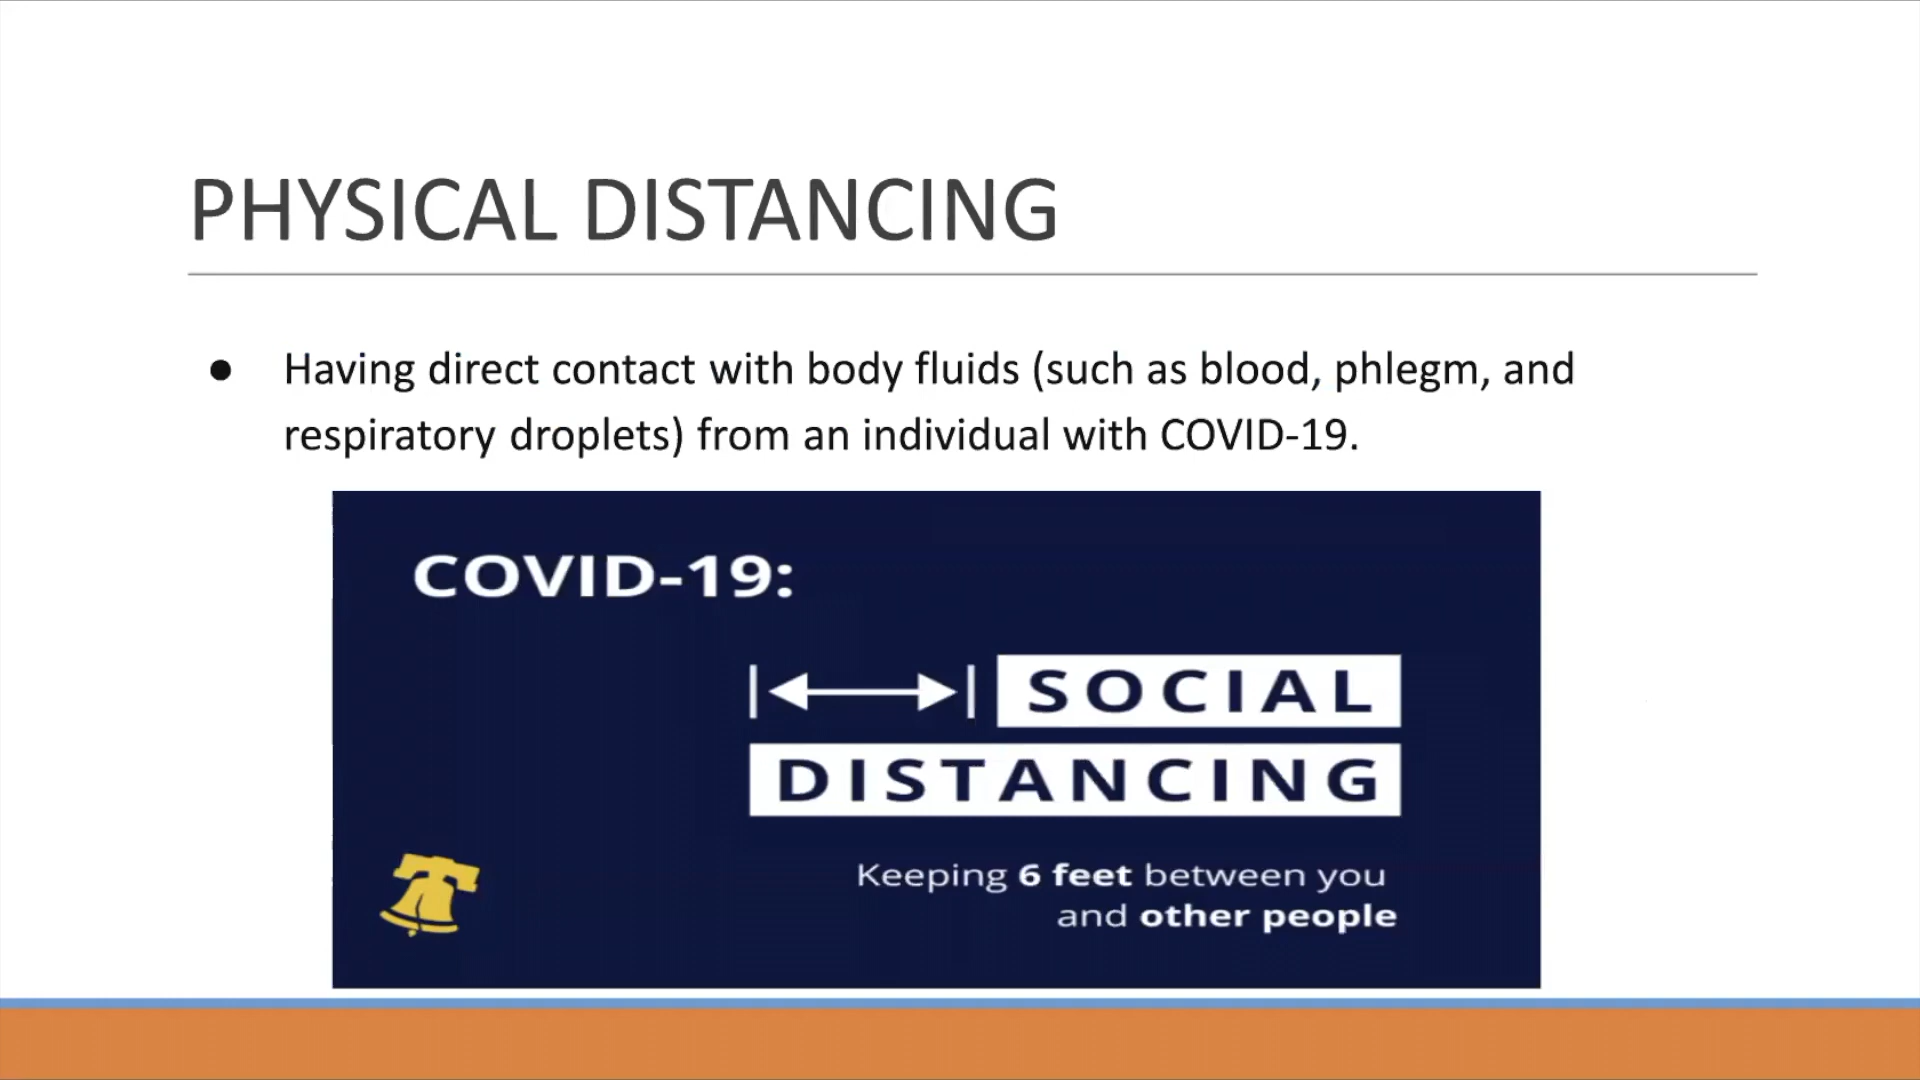 PHYSICAL DISTANCING
● Having direct contact with body fluids (such as blood, phlegm, and
respiratory droplets) from an individual with COVID-19.
COVID-19:
SOCIAL
DISTANCING
Keeping 6 feet between you
and other people